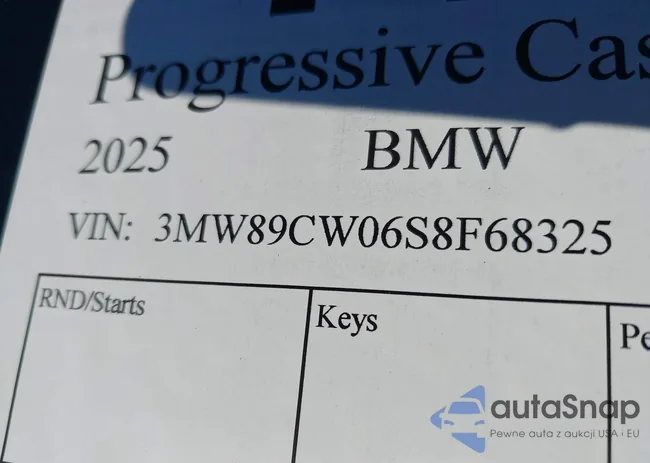 Progressive Cas
2025 BMW
VIN: 3MW89CW06S8F68325
RND/Starts Keys Pe
autaSnap
Pewne auta z aukcji USA i EU